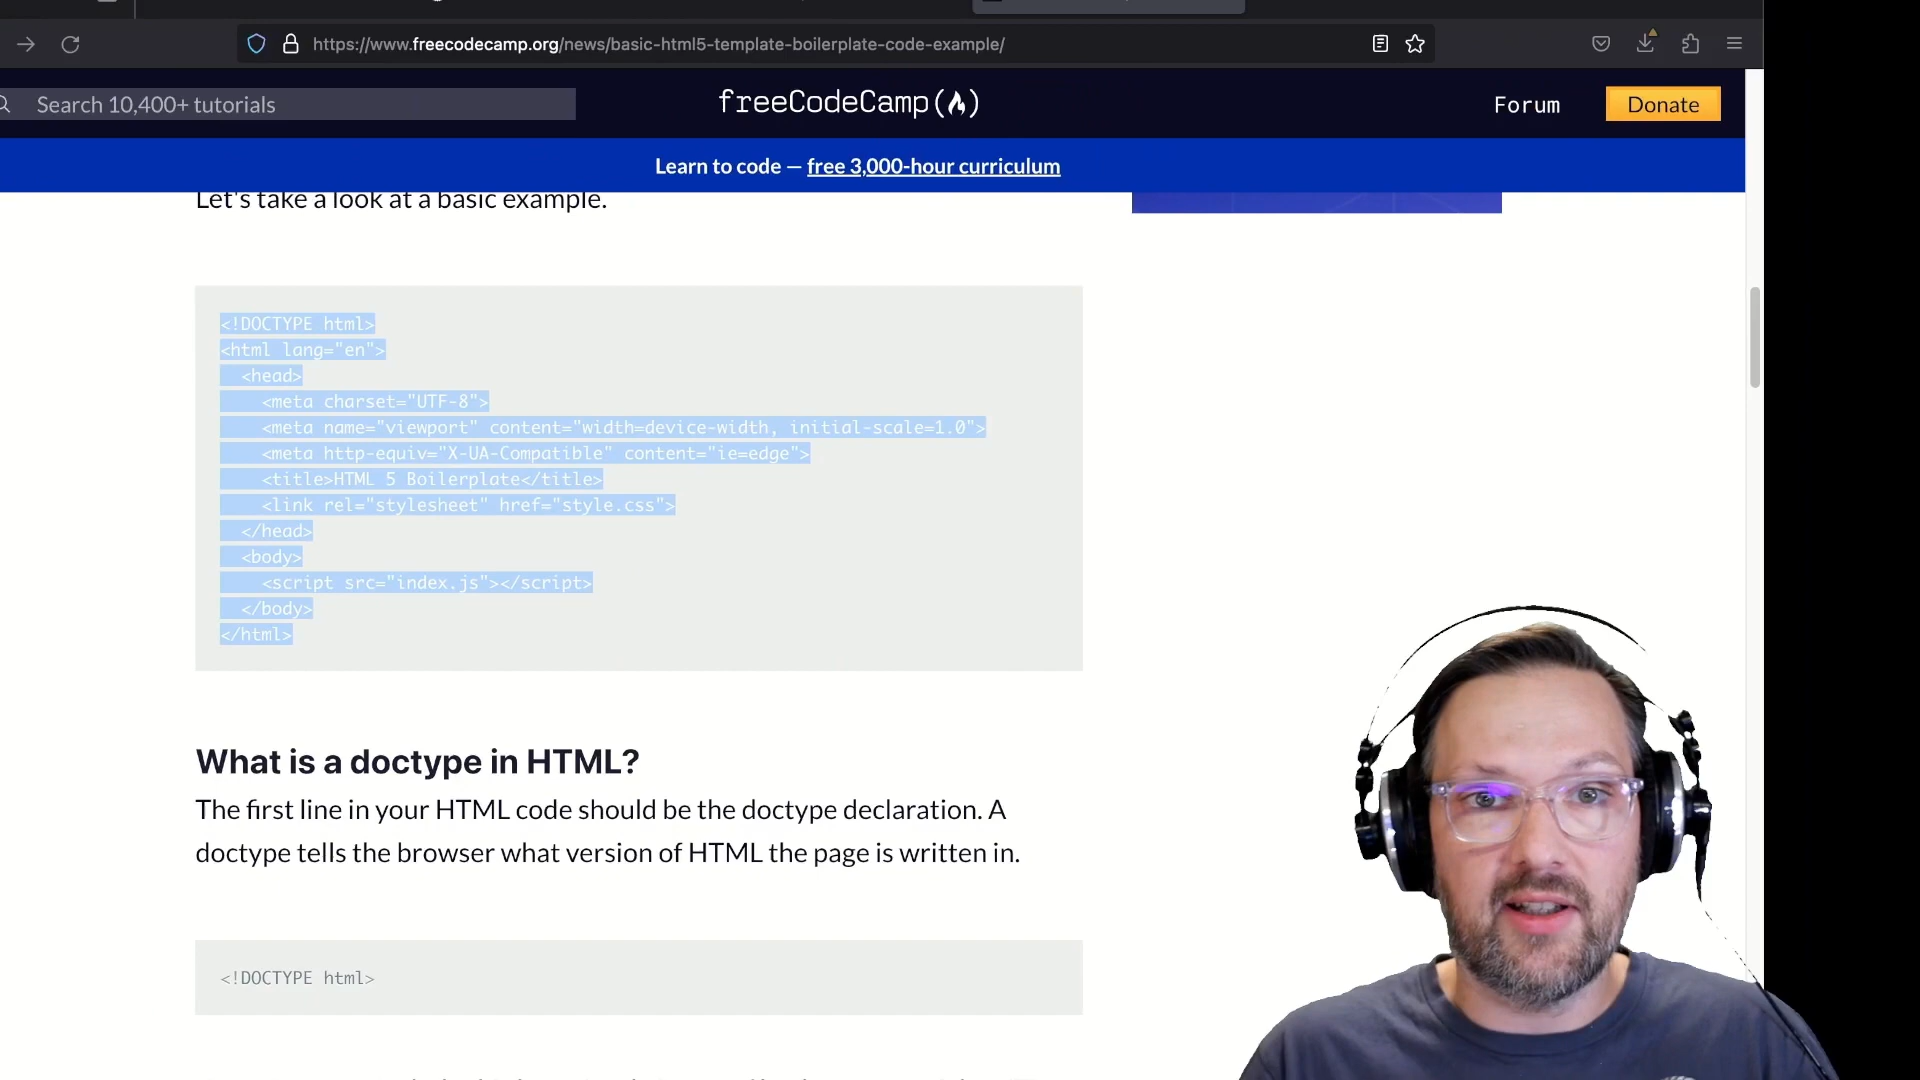 https://www.freecodecamp.org/news/basic-html5-template-boilerplate-code-example/
Search 10,400+ tutorials
freeCodeCamp
Forum
Donate
Learn to code — free 3,000-hour curriculum
Let's take a look at a basic example.
<!DOCTYPE html>
<html lang="en">
  <head>
    <meta charset="UTF-8">
    <meta name="viewport" content="width=device-width, initial-scale=1.0">
    <meta http-equiv="X-UA-Compatible" content="ie=edge">
    <title>HTML 5 Boilerplate</title>
    <link rel="stylesheet" href="style.css">
  </head>
  <body>
    <script src="index.js"></script>
  </body>
</html>
What is a doctype in HTML?
The first line in your HTML code should be the doctype declaration. A
doctype tells the browser what version of HTML the page is written in.
<!DOCTYPE html>